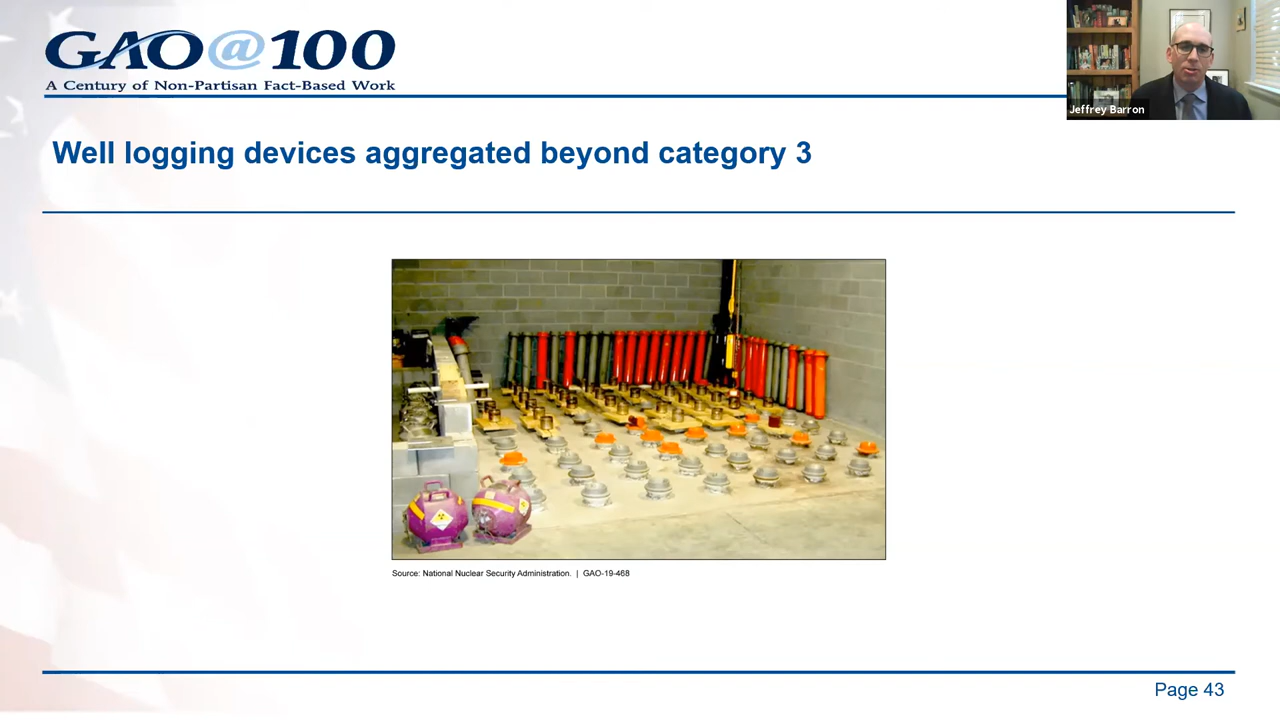 GAO@100
A Century of Non-Partisan Fact-Based Work
Jeffrey Barron
Well logging devices aggregated beyond category 3
Source: National Nuclear Security Administration. | GAO-19-468
Page 43